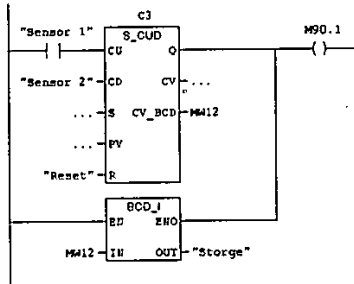 C3
"Sensor 1" S_CUD M90.1
CU Q
"Sensor 2" CD CV ...
... S CV_BCD MW12
... PV
"Reset" R
BCD_I
EN ENO
MW12 IN OUT "Storge"